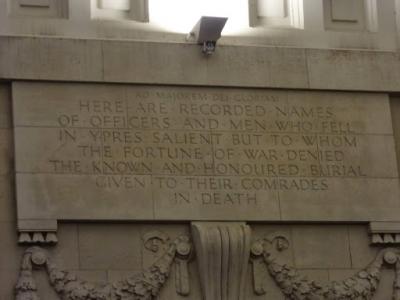 AD · MAJOREM · DEI · GLORIAM
HERE · ARE · RECORDED · NAMES
OF · OFFICERS · AND · MEN · WHO · FELL
IN · YPRES · SALIENT · BUT · TO · WHOM
THE · FORTUNE · OF · WAR · DENIED
THE · KNOWN · AND · HONOURED · BURIAL
GIVEN · TO · THEIR · COMRADES
IN · DEATH